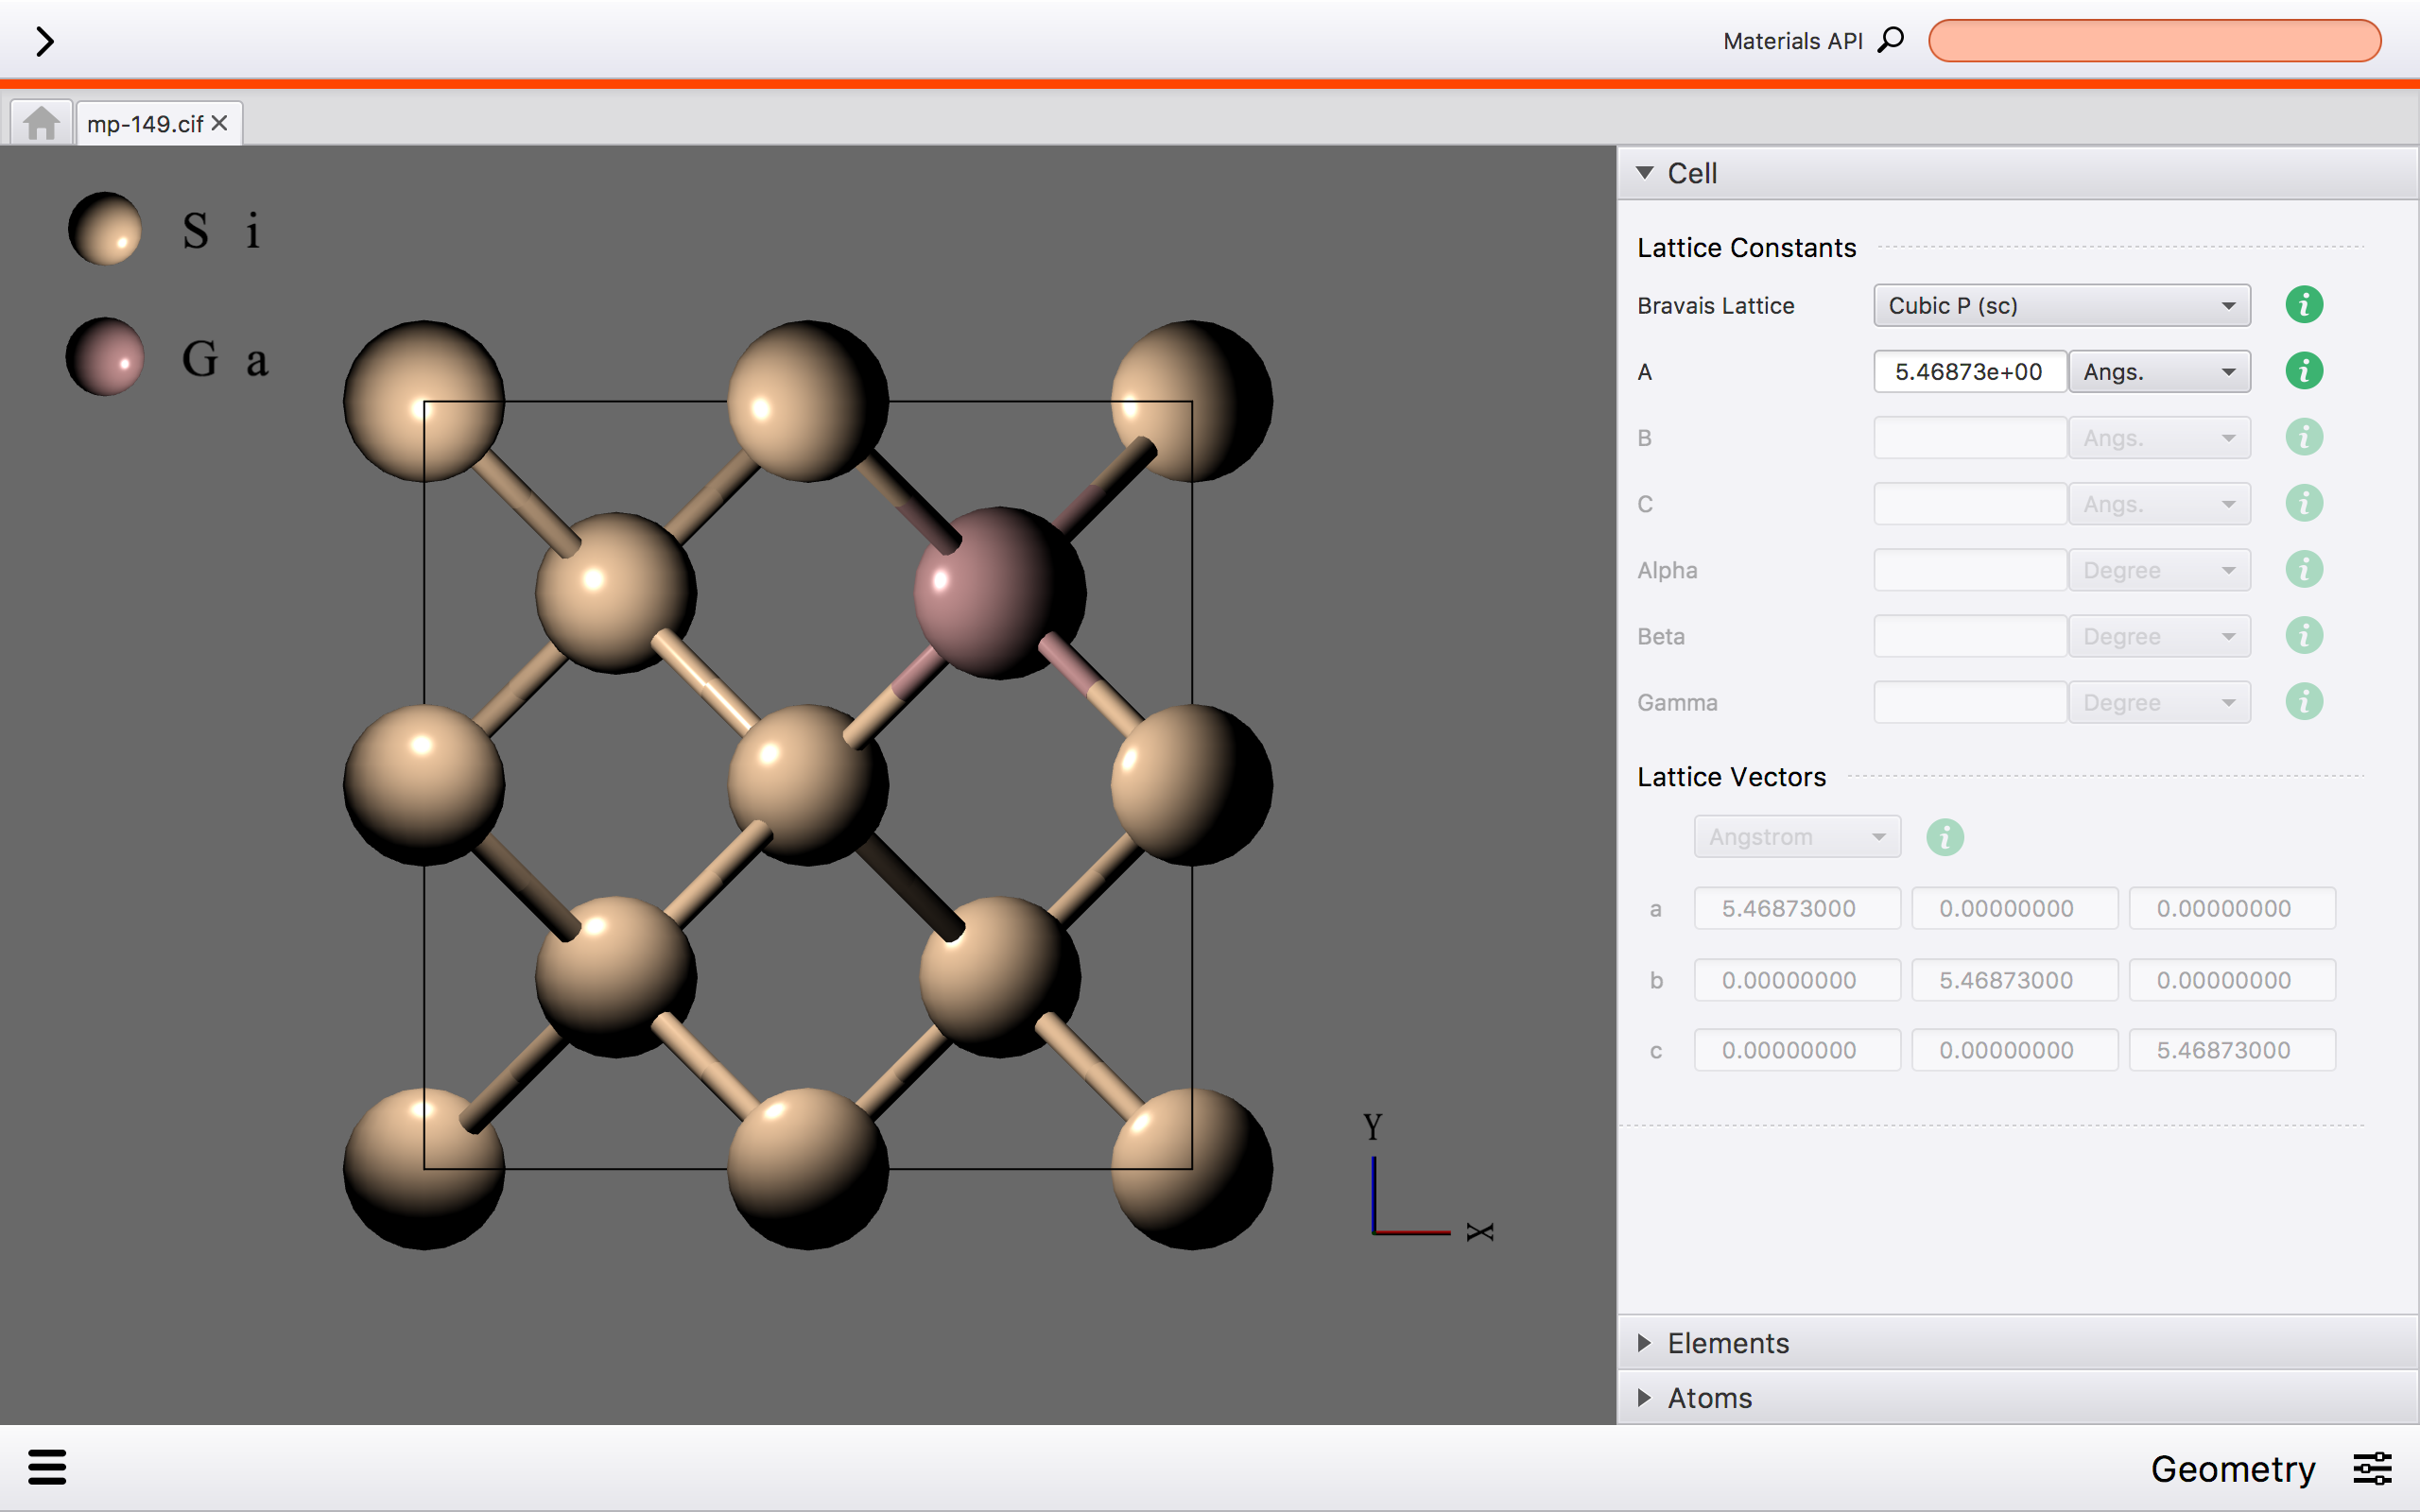 Materials API
mp-149.cif
S i
G a
Cell
Lattice Constants
Bravais Lattice Cubic P (sc)
A 5.46873e+00 Angs.
B Angs.
C Angs.
Alpha Degree
Beta Degree
Gamma Degree
Lattice Vectors
Angstrom
a 5.46873000 0.00000000 0.00000000
b 0.00000000 5.46873000 0.00000000
c 0.00000000 0.00000000 5.46873000
Y
X
Elements
Atoms
Geometry